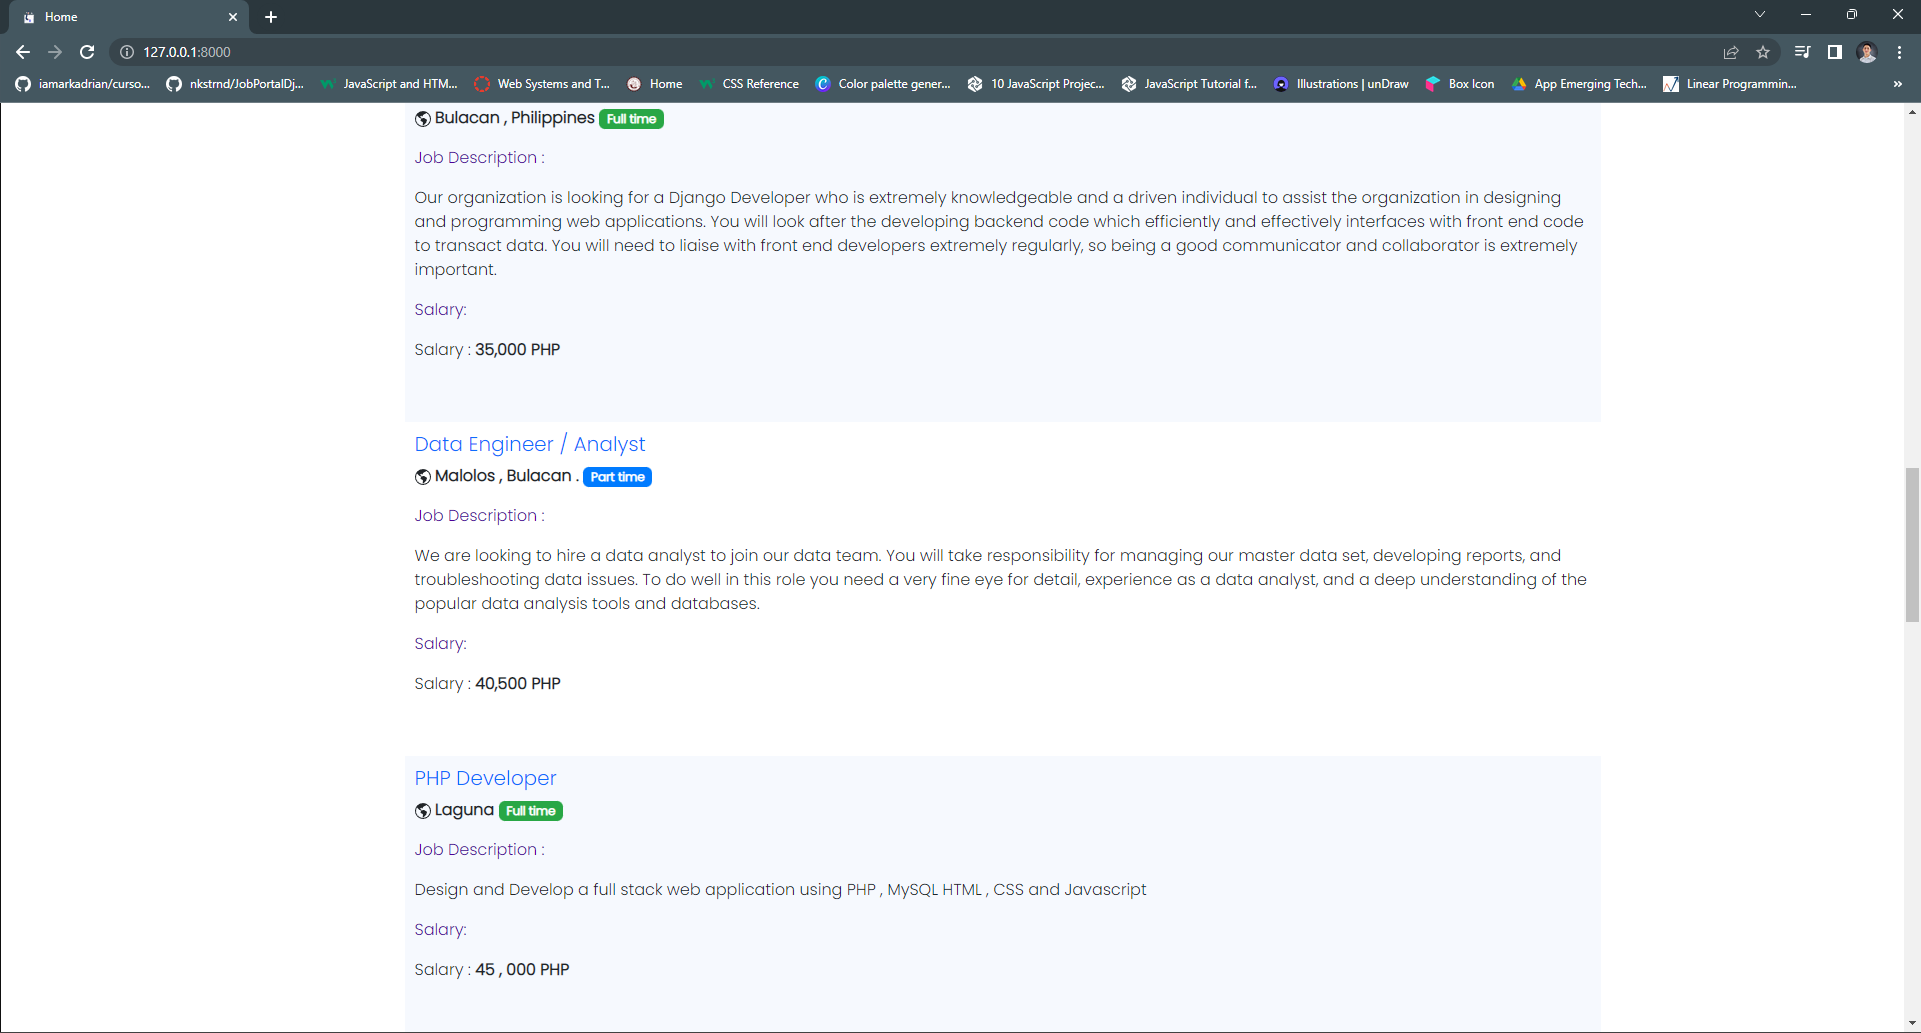 Home
127.0.0.1:8000
iamarkadrian/curso... nkstrnd/JobPortalDj... JavaScript and HTM... Web Systems and T... Home CSS Reference Color palette gener... 10 JavaScript Projec... JavaScript Tutorial f... Illustrations | unDraw Box Icon App Emerging Tech... Linear Programmin... »
Bulacan , Philippines Full time
Job Description :
Our organization is looking for a Django Developer who is extremely knowledgeable and a driven individual to assist the organization in designing
and programming web applications. You will look after the developing backend code which efficiently and effectively interfaces with front end code
to transact data. You will need to liaise with front end developers extremely regularly, so being a good communicator and collaborator is extremely
important.
Salary:
Salary : 35,000 PHP
Data Engineer / Analyst
Malolos , Bulacan . Part time
Job Description :
We are looking to hire a data analyst to join our data team. You will take responsibility for managing our master data set, developing reports, and
troubleshooting data issues. To do well in this role you need a very fine eye for detail, experience as a data analyst, and a deep understanding of the
popular data analysis tools and databases.
Salary:
Salary : 40,500 PHP
PHP Developer
Laguna Full time
Job Description :
Design and Develop a full stack web application using PHP , MySQL HTML , CSS and Javascript
Salary:
Salary : 45 , 000 PHP